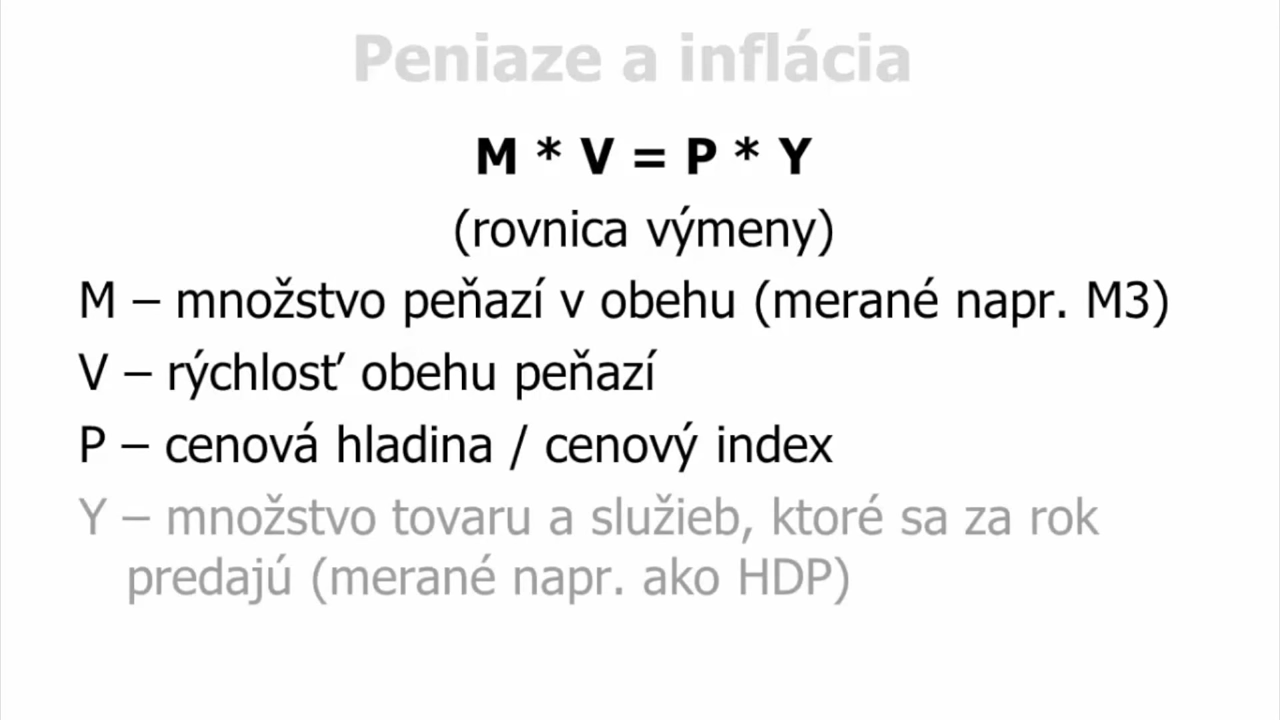 Peniaze a inflácia
M * V = P * Y
(rovnica výmeny)
M – množstvo peňazí v obehu (merané napr. M3)
V – rýchlosť obehu peňazí
P – cenová hladina / cenový index
Y – množstvo tovaru a služieb, ktoré sa za rok
predajú (merané napr. ako HDP)